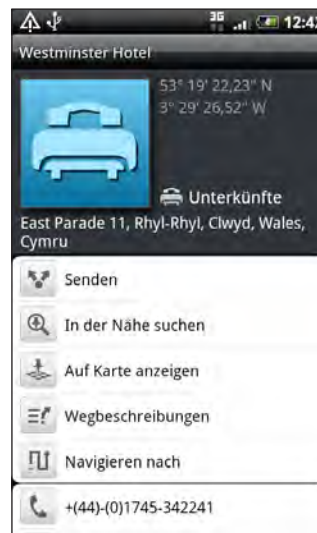 3G 12:42
Westminster Hotel
53° 19' 22,23" N
3° 29' 26,52" W
Unterkünfte
East Parade 11, Rhyl-Rhyl, Clwyd, Wales,
Cymru
Senden
In der Nähe suchen
Auf Karte anzeigen
Wegbeschreibungen
Navigieren nach
+(44)-(0)1745-342241